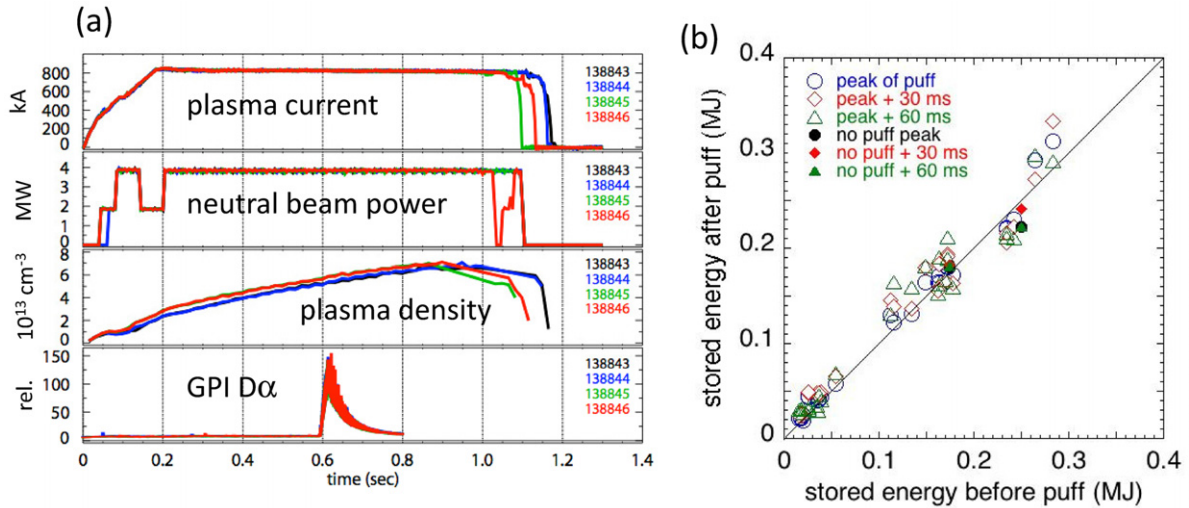 (a)
800
600
400
200
0
kA
plasma current
138843
138844
138845
138846
4
3
2
1
0
MW
neutral beam power
138843
138844
138845
138846
8
6
4
2
0
10¹³ cm⁻³
plasma density
138843
138844
138845
138846
150
100
50
0
rel.
GPI Dα
138843
138844
138845
138846
0 0.2 0.4 0.6 0.8 1.0 1.2 1.4
time (sec)
(b)
0.4
0.3
0.2
0.1
0
stored energy after puff (MJ)
peak of puff
peak + 30 ms
peak + 60 ms
no puff peak
no puff + 30 ms
no puff + 60 ms
0 0.1 0.2 0.3 0.4
stored energy before puff (MJ)